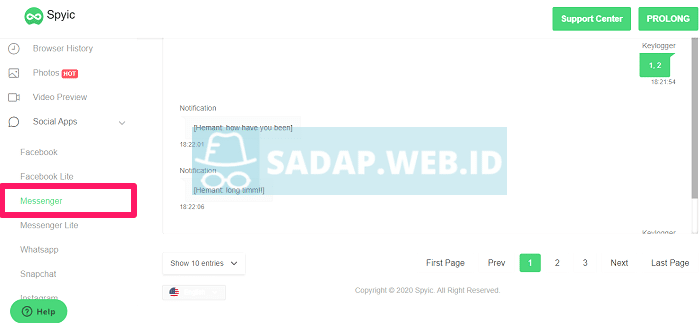 Spyic
Support Center
PROLONG
Browser History
Photos HOT
Video Preview
Social Apps
Facebook
Facebook Lite
Messenger
Messenger Lite
Whatsapp
Snapchat
Instagram
Help
Keylogger
1, 2
18:21:54
Notification
[Hemant: how have you been]
18:22:01
SADAP.WEB.ID
Notification
[Hemant: long timm!!]
18:22:06
Keylogger
Show 10 entries
First Page
Prev
1
2
3
Next
Last Page
Copyright © 2020 Spyic. All Right Reserved.